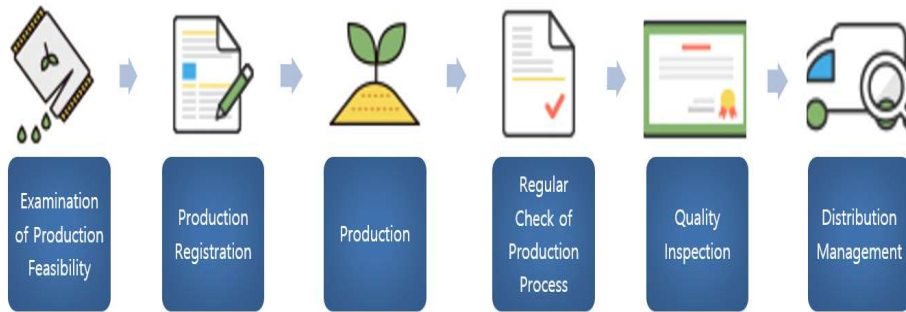 Examination
of Production
Feasibility
Production
Registration
Production
Regular
Check of
Production
Process
Quality
Inspection
Distribution
Management